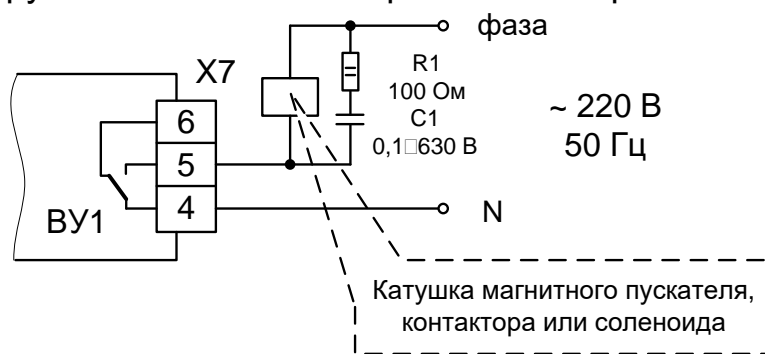 фаза
X7
R1
100 Ом
C1
0,1□630 В
~ 220 В
50 Гц
6
5
4
ВУ1
N
Катушка магнитного пускателя,
контактора или соленоида